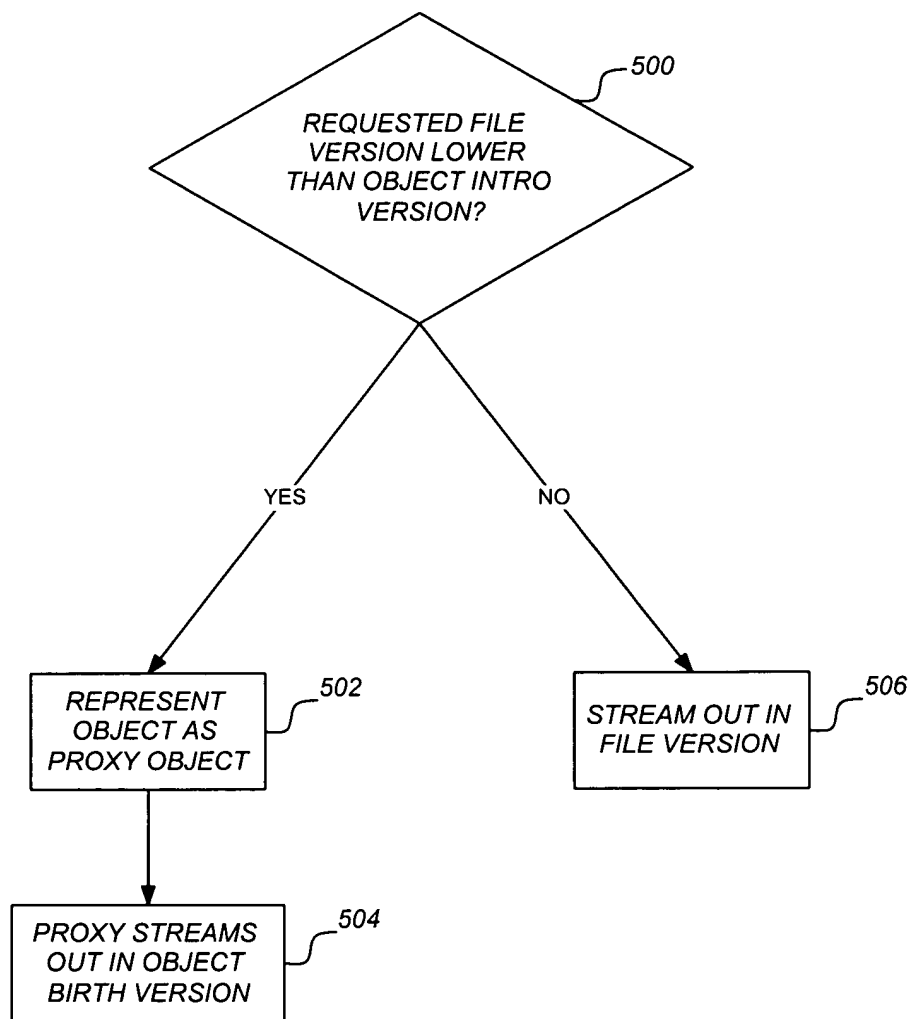 500
REQUESTED FILE
VERSION LOWER
THAN OBJECT INTRO
VERSION?
YES
NO
502
REPRESENT
OBJECT AS
PROXY OBJECT
506
STREAM OUT IN
FILE VERSION
504
PROXY STREAMS
OUT IN OBJECT
BIRTH VERSION